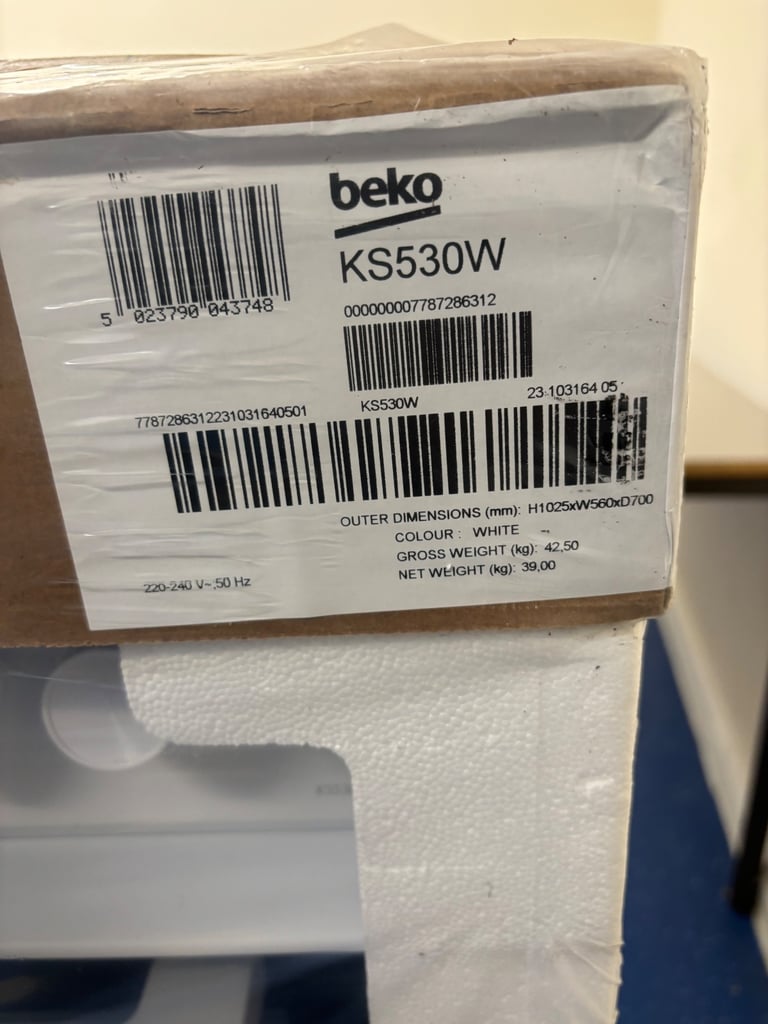 beko
KS530W
5 023790 043748
000000007787286312
KS530W
23 103164 05
7787286312231031640501
OUTER DIMENSIONS (mm): H1025xW560xD700
COLOUR : WHITE
GROSS WEIGHT (kg): 42,50
NET WEIGHT (kg): 39,00
220-240 V~,50 Hz